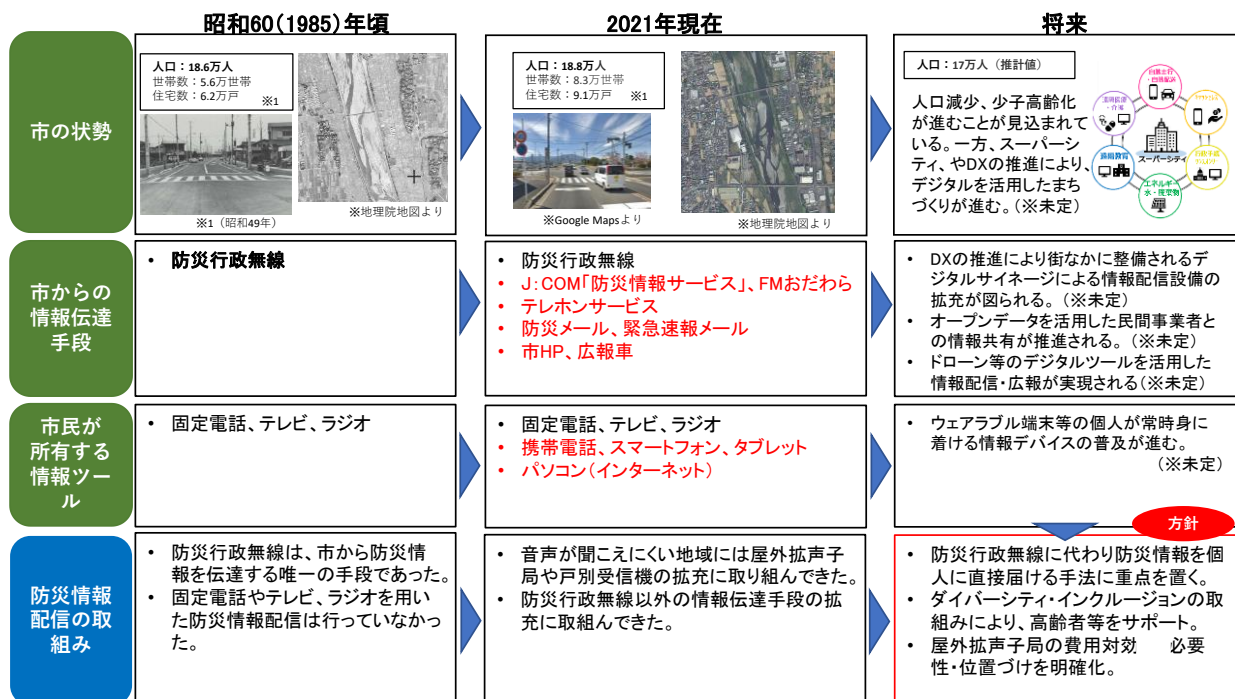 昭和60(1985)年頃
2021年現在
将来
市の状勢
人口：18.6万人
世帯数：5.6万世帯
住宅数：6.2万戸
※1
※1（昭和49年）
※地理院地図より
人口：18.8万人
世帯数：8.3万世帯
住宅数：9.1万戸
※1
※Google Mapsより
※地理院地図より
人口：17万人（推計値）
人口減少、少子高齢化
が進むことが見込まれて
いる。一方、スーパーシ
ティ、やDXの推進により、
デジタルを活用したまち
づくりが進む。（※未定）
遠隔教育
スーパーシティ
エネルギー
水・廃棄物
市からの
情報伝達
手段
• 防災行政無線
• 防災行政無線
• J:COM「防災情報サービス」、FMおだわら
• テレホンサービス
• 防災メール、緊急速報メール
• 市HP、広報車
• DXの推進により街なかに整備されるデ
ジタルサイネージによる情報配信設備の
拡充が図られる。（※未定）
• オープンデータを活用した民間事業者と
の情報共有が推進される。（※未定）
• ドローン等のデジタルツールを活用した
情報配信・広報が実現される（※未定）
市民が
所有する
情報ツー
ル
• 固定電話、テレビ、ラジオ
• 固定電話、テレビ、ラジオ
• 携帯電話、スマートフォン、タブレット
• パソコン（インターネット）
• ウェアラブル端末等の個人が常時身に
着ける情報デバイスの普及が進む。
（※未定）
方針
防災情報
配信の取
組み
• 防災行政無線は、市から防災情
報を伝達する唯一の手段であった。
• 固定電話やテレビ、ラジオを用い
た防災情報配信は行っていなかっ
た。
• 音声が聞こえにくい地域には屋外拡声子
局や戸別受信機の拡充に取り組んできた。
• 防災行政無線以外の情報伝達手段の拡
充に取組んできた。
• 防災行政無線に代わり防災情報を個
人に直接届ける手法に重点を置く。
• ダイバーシティ・インクルージョンの取
組みにより、高齢者等をサポート。
• 屋外拡声子局の費用対効 必要
性・位置づけを明確化。